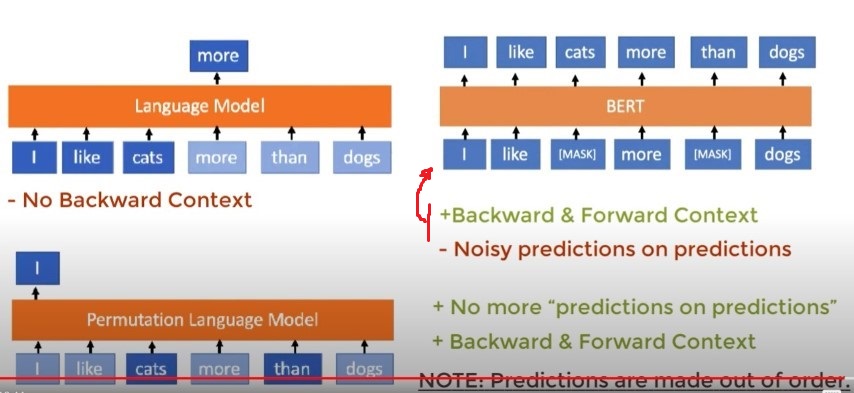 more
Language Model
I like cats more than dogs
- No Backward Context
I like cats more than dogs
BERT
I like [MASK] more [MASK] dogs
+Backward & Forward Context
- Noisy predictions on predictions
I
Permutation Language Model
I like cats more than dogs
+ No more “predictions on predictions”
+ Backward & Forward Context
NOTE: Predictions are made out of order.